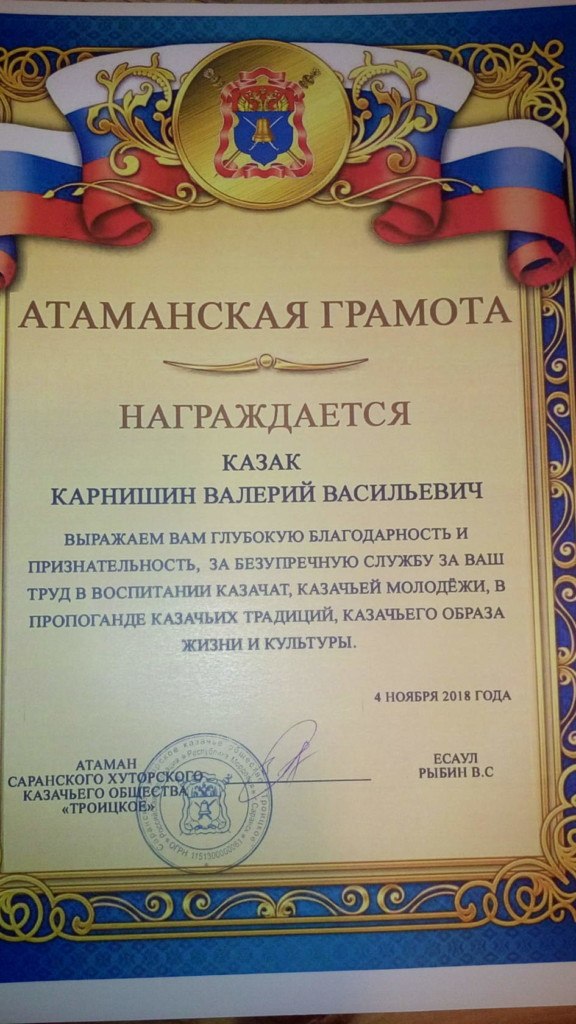 АТАМАНСКАЯ ГРАМОТА
НАГРАЖДАЕТСЯ
КАЗАК
КАРНИШИН ВАЛЕРИЙ ВАСИЛЬЕВИЧ
ВЫРАЖАЕМ ВАМ ГЛУБОКУЮ БЛАГОДАРНОСТЬ И
ПРИЗНАТЕЛЬНОСТЬ, ЗА БЕЗУПРЕЧНУЮ СЛУЖБУ ЗА ВАШ
ТРУД В ВОСПИТАНИИ КАЗАЧАТ, КАЗАЧЬЕЙ МОЛОДЁЖИ, В
ПРОПОГАНДЕ КАЗАЧЬИХ ТРАДИЦИЙ, КАЗАЧЬЕГО ОБРАЗА
ЖИЗНИ И КУЛЬТУРЫ.
4 НОЯБРЯ 2018 ГОДА
АТАМАН
САРАНСКОГО ХУТОРСКОГО
КАЗАЧЬЕГО ОБЩЕСТВА
«ТРОИЦКОЕ»
ЕСАУЛ
РЫБИН В.С